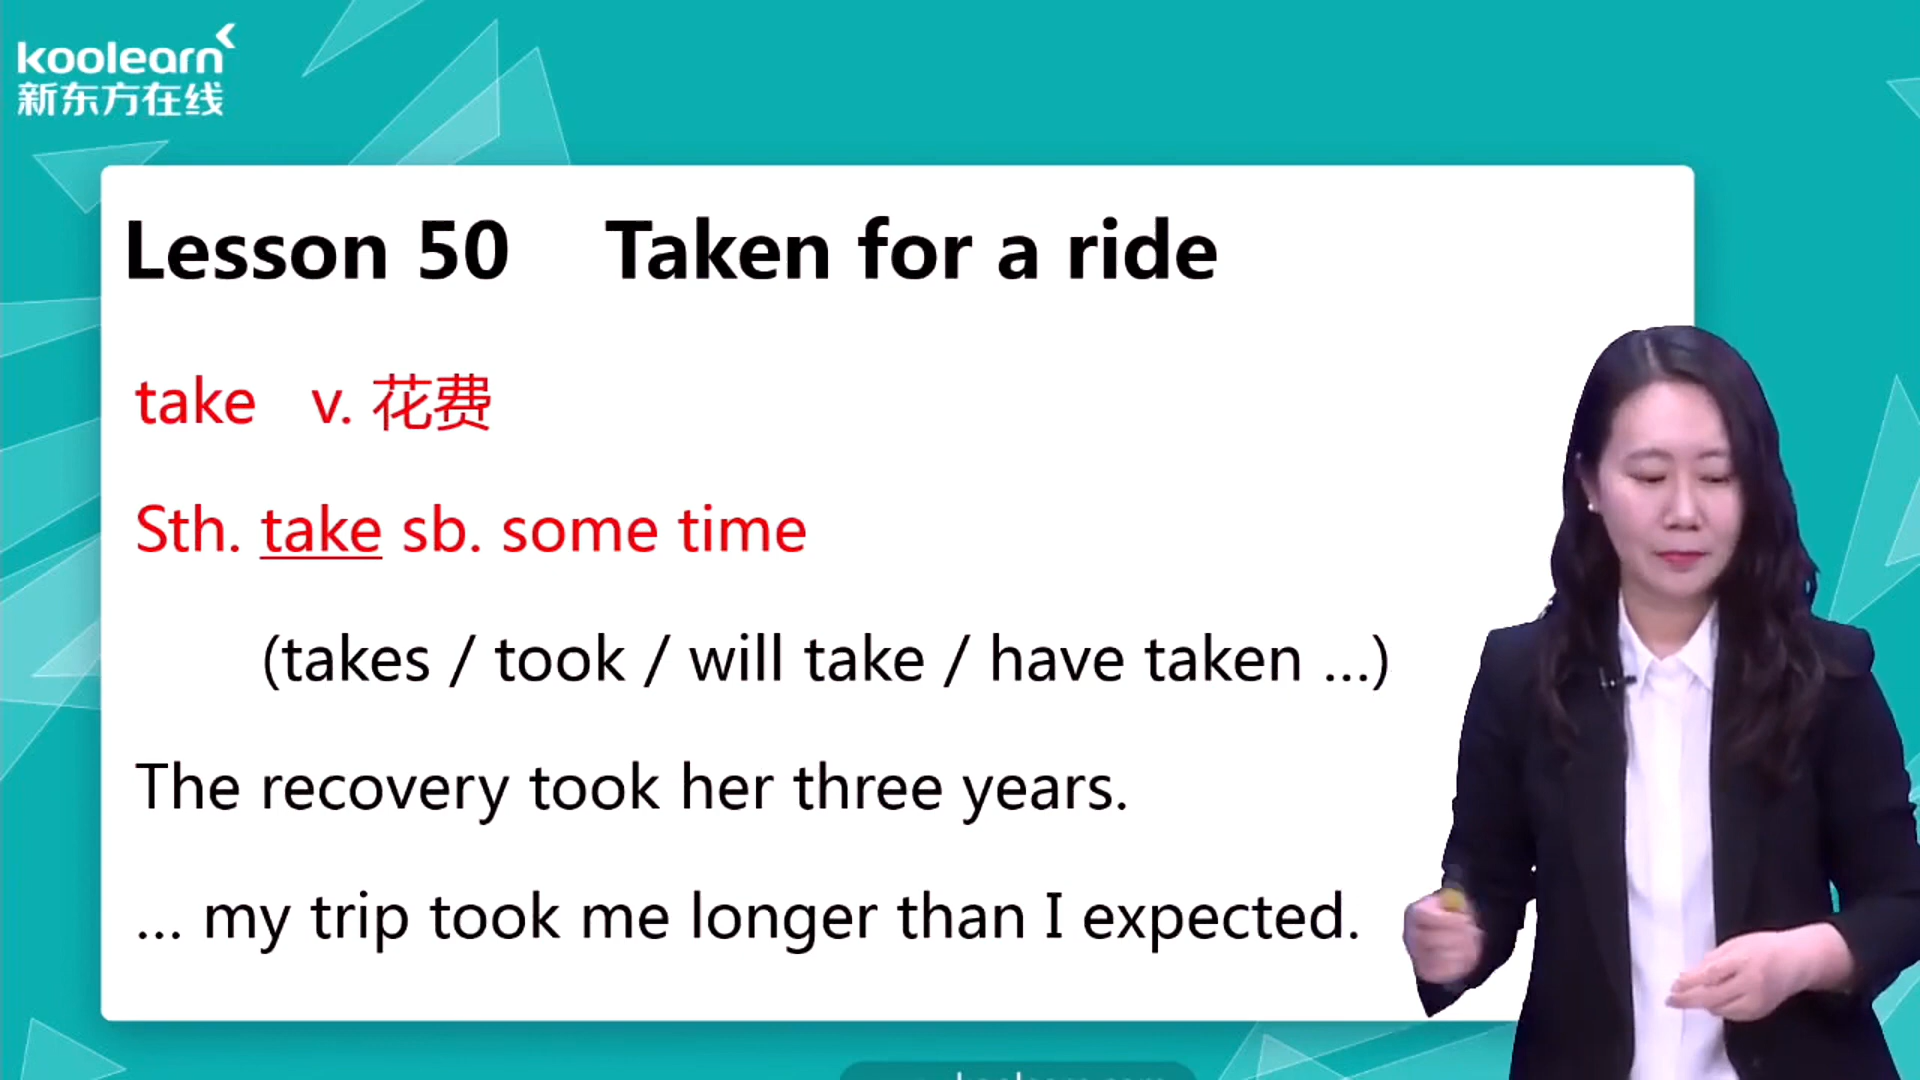 koolearn
新东方在线
Lesson 50 Taken for a ride
take v. 花费
Sth. take sb. some time
(takes / took / will take / have taken ...)
The recovery took her three years.
... my trip took me longer than I expected.